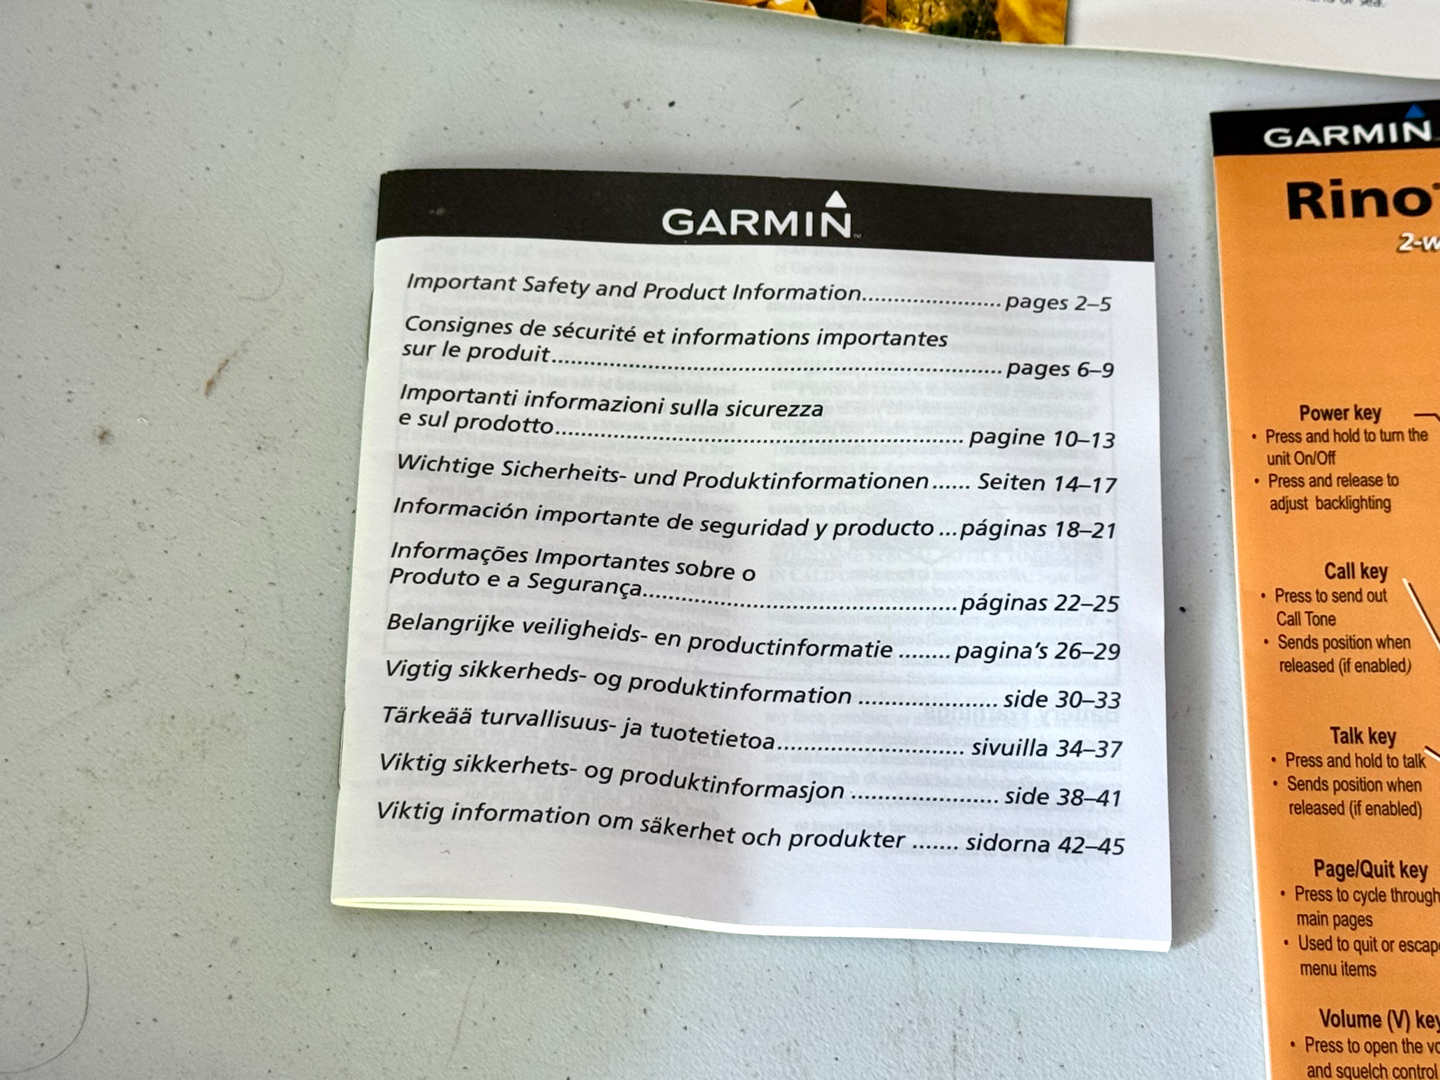 GARMIN
Important Safety and Product Information...................... pages 2–5
Consignes de sécurité et informations importantes
sur le produit.................................................................. pages 6–9
Importanti informazioni sulla sicurezza
e sul prodotto............................................................ pagine 10–13
Wichtige Sicherheits- und Produktinformationen...... Seiten 14–17
Información importante de seguridad y producto ...páginas 18–21
Informações Importantes sobre o
Produto e a Segurança..............................................páginas 22–25
Belangrijke veiligheids- en productinformatie ........pagina's 26–29
Vigtig sikkerheds- og produktinformation ..................... side 30–33
Tärkeää turvallisuus- ja tuotetietoa............................ sivuilla 34–37
Viktig sikkerhets- og produktinformasjon ...................... side 38–41
Viktig information om säkerhet och produkter ....... sidorna 42–45
sea.
GARMIN
Rino
2-w
Power key
• Press and hold to turn the
unit On/Off
• Press and release to
adjust backlighting
Call key
• Press to send out
Call Tone
• Sends position when
released (if enabled)
Talk key
• Press and hold to talk
• Sends position when
released (if enabled)
Page/Quit key
• Press to cycle through
main pages
• Used to quit or escap
menu items
Volume (V) key
• Press to open the vo
and squelch control